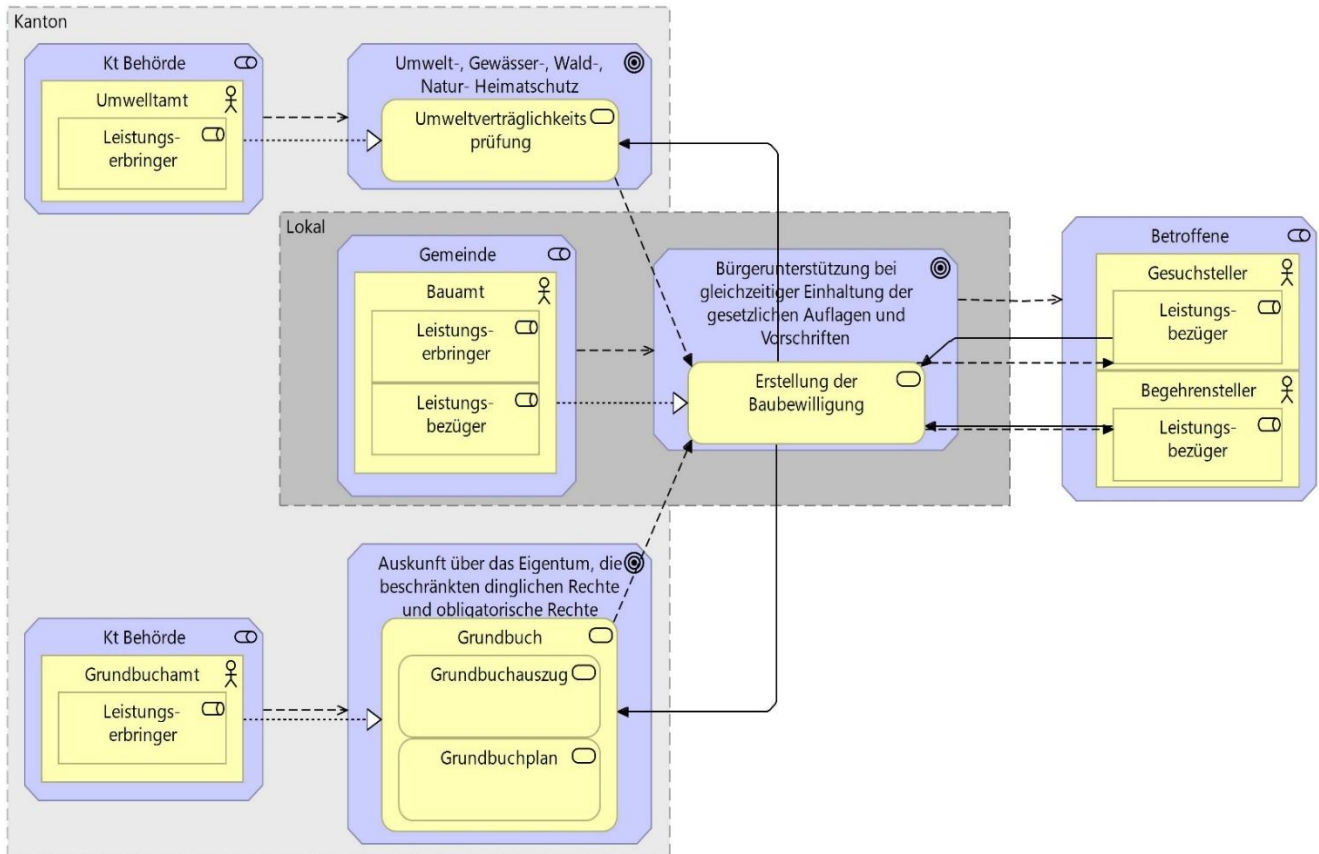 Kanton
Kt Behörde
Umweltamt
Leistungs-
erbringer
Umwelt-, Gewässer-, Wald-,
Natur- Heimatschutz
Umweltverträglichkeits
prüfung
Lokal
Gemeinde
Bauamt
Leistungs-
erbringer
Leistungs-
bezüger
Bürgerunterstützung bei
gleichzeitiger Einhaltung der
gesetzlichen Auflagen und
Vorschriften
Erstellung der
Baubewilligung
Betroffene
Gesuchsteller
Leistungs-
bezüger
Begehrensteller
Leistungs-
bezüger
Kt Behörde
Grundbuchamt
Leistungs-
erbringer
Auskunft über das Eigentum, die
beschränkten dinglichen Rechte
und obligatorische Rechte
Grundbuch
Grundbuchauszug
Grundbuchplan